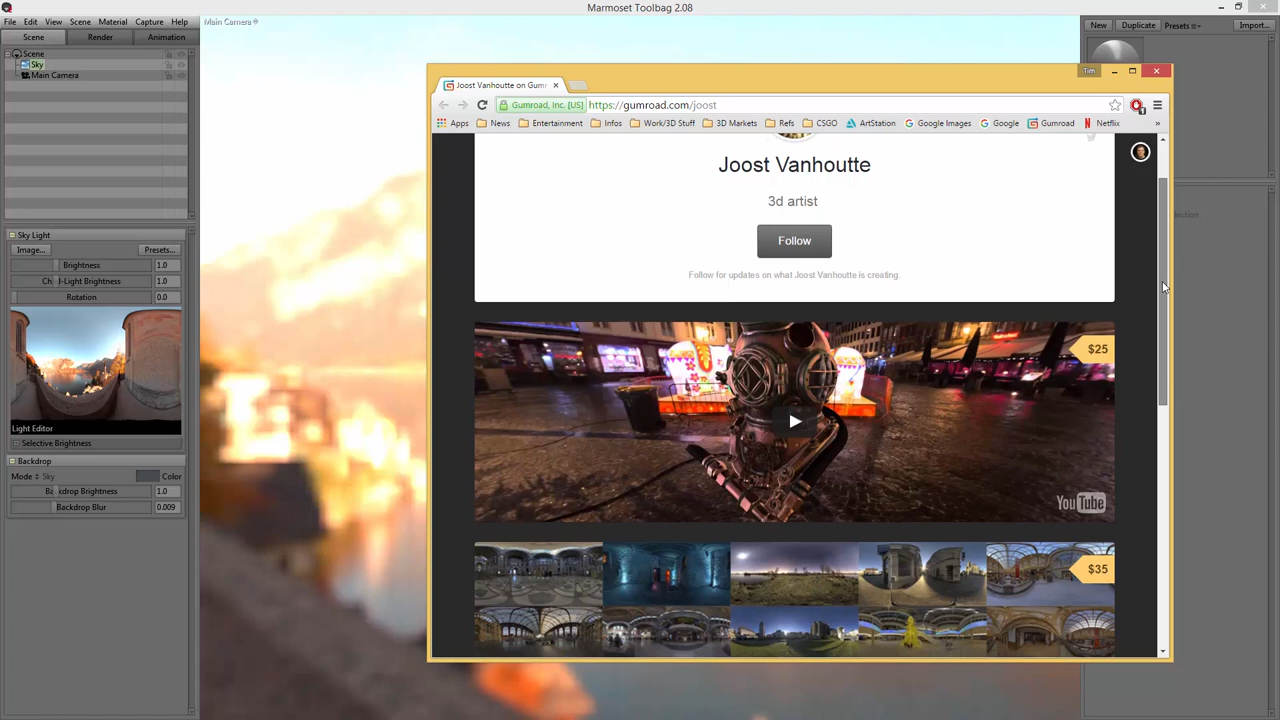 Marmoset Toolbag 2.08
File Edit View Scene Material Capture Help
Main Camera
New Duplicate Presets Import...
Scene Render Animation
Scene
Sky
Main Camera
Tim
Joost Vanhoutte on Gumr
Gumroad, Inc. [US] https://gumroad.com/joost
Apps News Entertainment Infos Work/3D Stuff 3D Markets Refs CSGO ArtStation Google Images Google Gumroad Netflix »
Joost Vanhoutte
3d artist
Follow
Follow for updates on what Joost Vanhoutte is creating.
$25
YouTube
$35
Sky Light
Image... Presets...
Brightness 1.0
Ch l-Light Brightness 1.0
Rotation 0.0
Light Editor
Selective Brightness
Backdrop
Mode Sky Color
Backdrop Brightness 1.0
Backdrop Blur 0.009